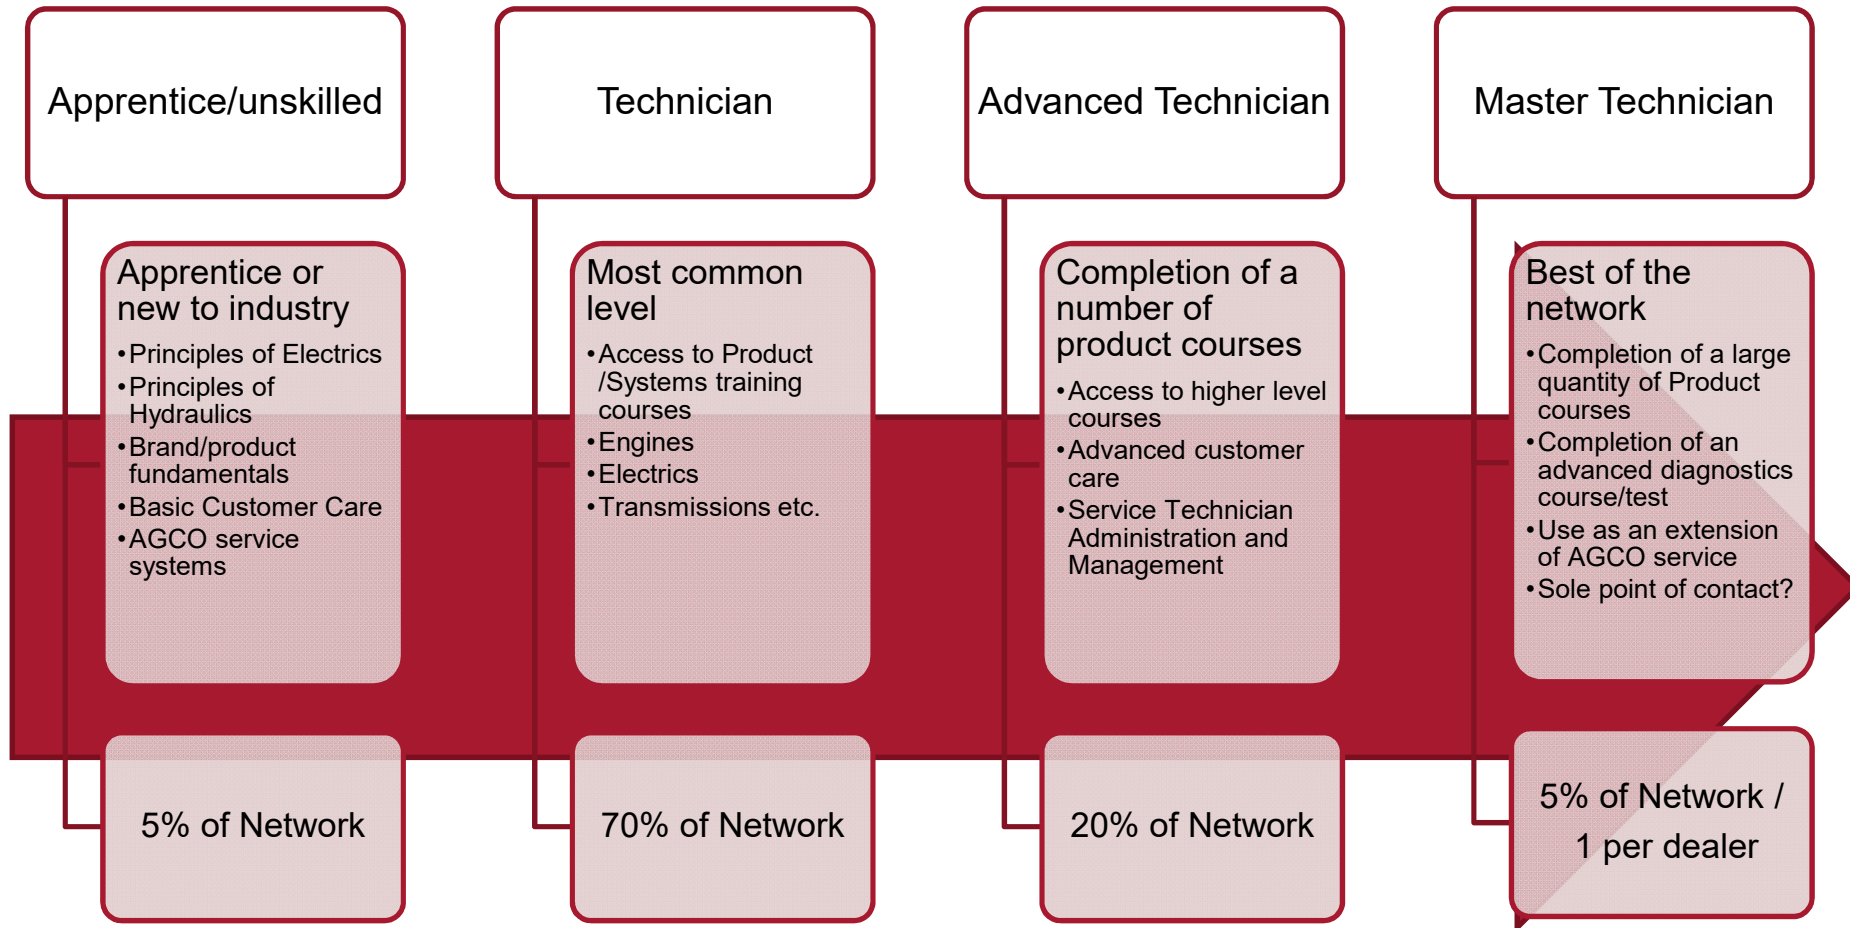 Apprentice/unskilled
Apprentice or
new to industry
•Principles of Electrics
•Principles of
Hydraulics
•Brand/product
fundamentals
•Basic Customer Care
•AGCO service
systems
5% of Network
Technician
Most common
level
•Access to Product
/Systems training
courses
•Engines
•Electrics
•Transmissions etc.
70% of Network
Advanced Technician
Completion of a
number of
product courses
•Access to higher level
courses
•Advanced customer
care
•Service Technician
Administration and
Management
20% of Network
Master Technician
Best of the
network
•Completion of a large
quantity of Product
courses
•Completion of an
advanced diagnostics
course/test
•Use as an extension
of AGCO service
•Sole point of contact?
5% of Network /
1 per dealer